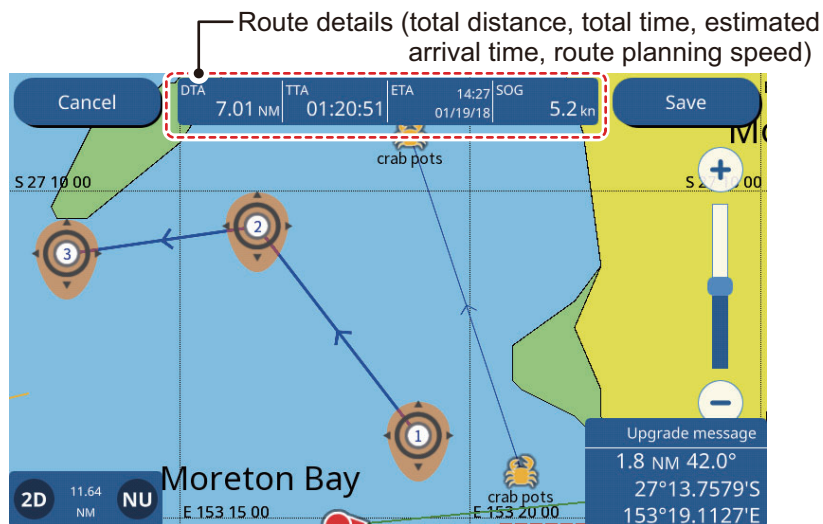 Route details (total distance, total time, estimated
arrival time, route planning speed)
Cancel
DTA
7.01 NM
TTA
01:20:51
ETA
14:27
01/19/18
SOG
5.2 kn
Save
crab pots
S 27 10 00
3
2
1
Moreton Bay
crab pots
E 153 15 00
E 153 20 00
2D
11.64
NM
NU
Upgrade message
1.8 NM 42.0°
27°13.7579'S
153°19.1127'E